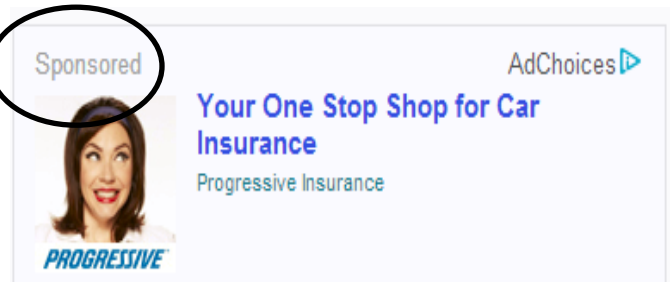 Sponsored
AdChoices
Your One Stop Shop for Car
Insurance
Progressive Insurance
PROGRESSIVE